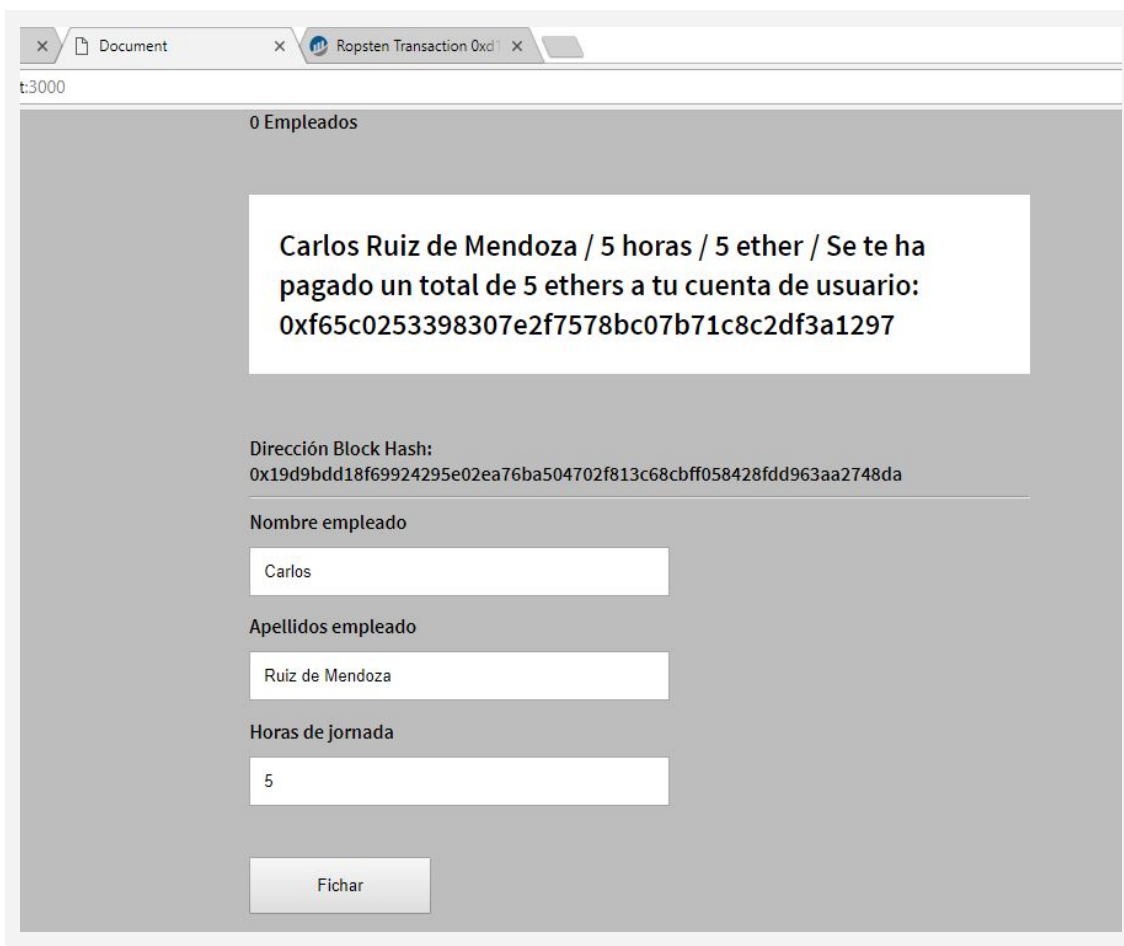 Document
Ropsten Transaction 0xd1
t:3000
0 Empleados
Carlos Ruiz de Mendoza / 5 horas / 5 ether / Se te ha
pagado un total de 5 ethers a tu cuenta de usuario:
0xf65c0253398307e2f7578bc07b71c8c2df3a1297
Dirección Block Hash:
0x19d9bdd18f69924295e02ea76ba504702f813c68cbff058428fdd963aa2748da
Nombre empleado
Carlos
Apellidos empleado
Ruiz de Mendoza
Horas de jornada
5
Fichar